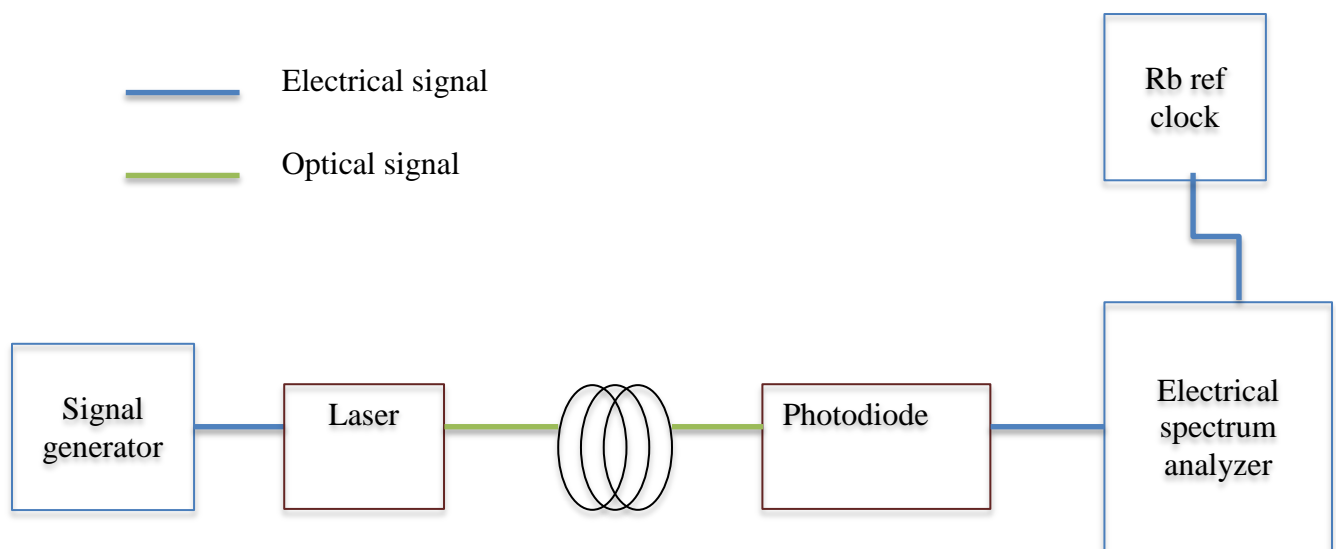 Electrical signal
Optical signal
Rb ref
clock
Signal
generator
Laser
Photodiode
Electrical
spectrum
analyzer